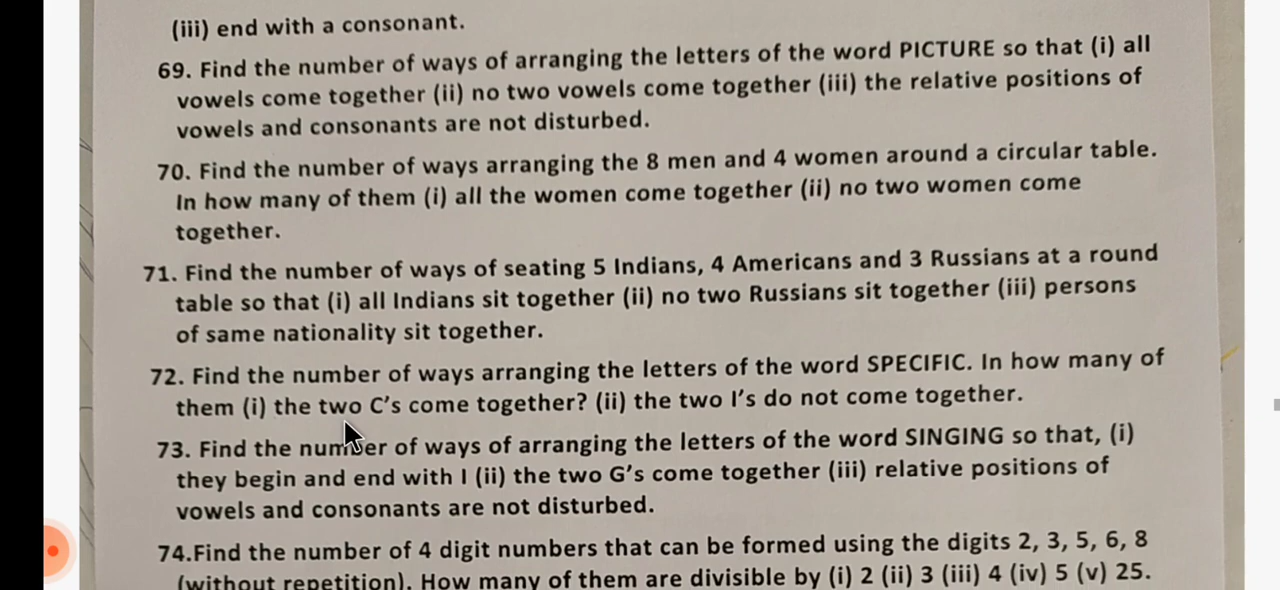 (iii) end with a consonant.
69. Find the number of ways of arranging the letters of the word PICTURE so that (i) all
vowels come together (ii) no two vowels come together (iii) the relative positions of
vowels and consonants are not disturbed.
70. Find the number of ways arranging the 8 men and 4 women around a circular table.
In how many of them (i) all the women come together (ii) no two women come
together.
71. Find the number of ways of seating 5 Indians, 4 Americans and 3 Russians at a round
table so that (i) all Indians sit together (ii) no two Russians sit together (iii) persons
of same nationality sit together.
72. Find the number of ways arranging the letters of the word SPECIFIC. In how many of
them (i) the two C's come together? (ii) the two I's do not come together.
73. Find the number of ways of arranging the letters of the word SINGING so that, (i)
they begin and end with I (ii) the two G's come together (iii) relative positions of
vowels and consonants are not disturbed.
74.Find the number of 4 digit numbers that can be formed using the digits 2, 3, 5, 6, 8
(without repetition). How many of them are divisible by (i) 2 (ii) 3 (iii) 4 (iv) 5 (v) 25.